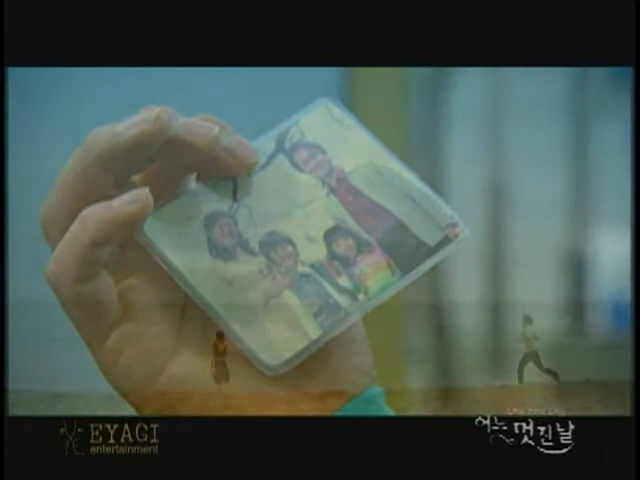 EYAGI
entertainment
One Fine Day
어느 멋진 날